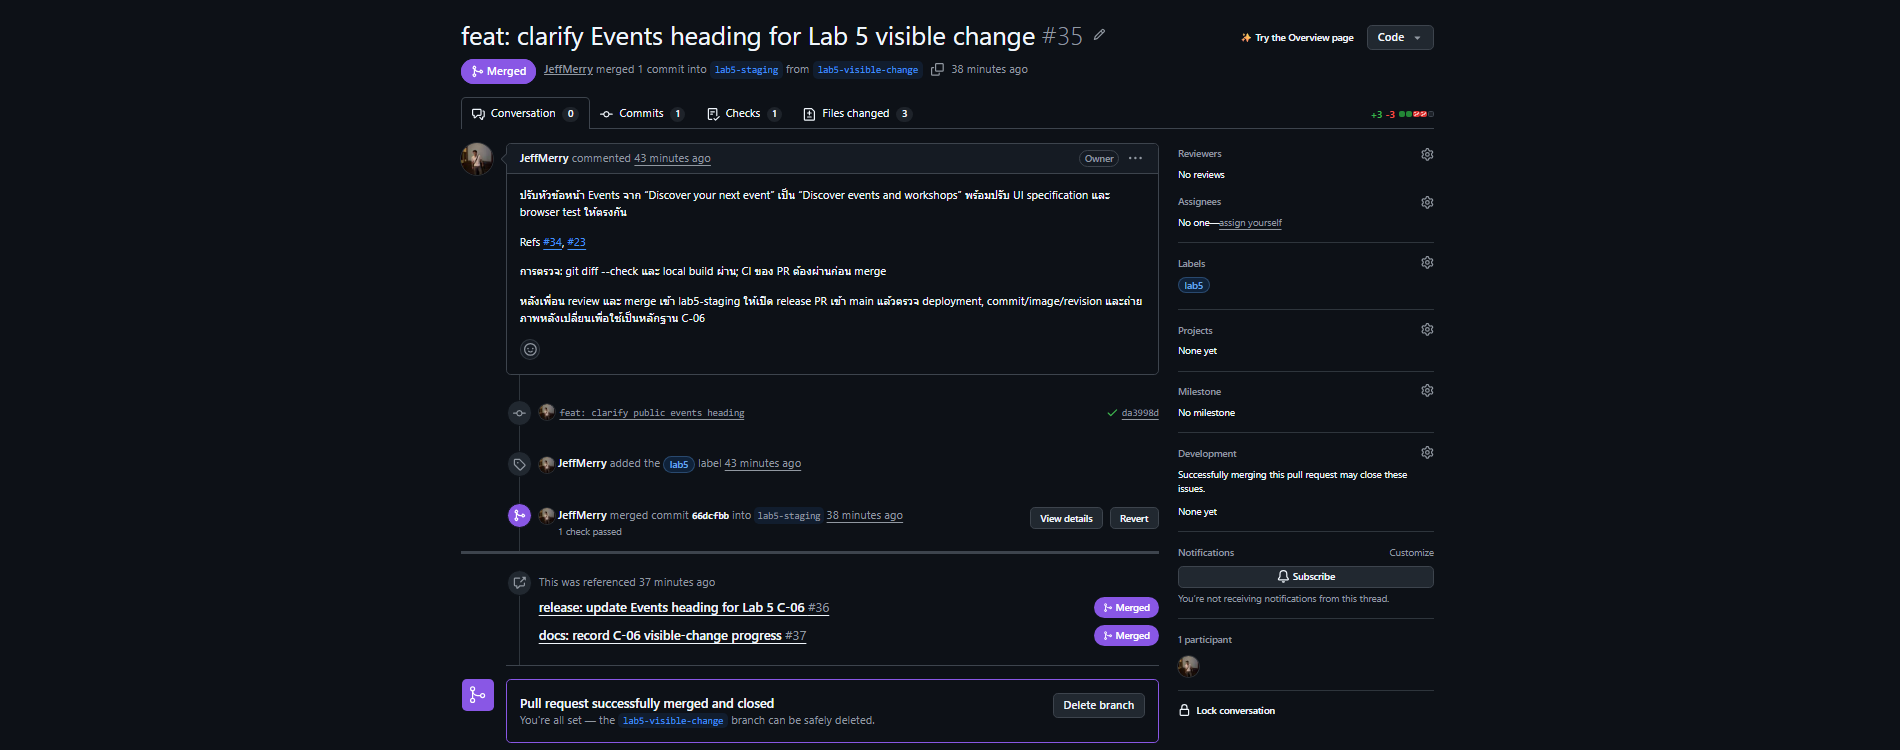 feat: clarify Events heading for Lab 5 visible change #35
Try the Overview page
Code
Merged
JeffMerry merged 1 commit into lab5-staging from lab5-visible-change 38 minutes ago
Conversation 0
Commits 1
Checks 1
Files changed 3
+3 -3
JeffMerry commented 43 minutes ago
Owner
ปรับหัวข้อหน้า Events จาก “Discover your next event” เป็น “Discover events and workshops” พร้อมปรับ UI specification และ
browser test ให้ตรงกัน
Refs #34, #23
การตรวจ: git diff --check และ local build ผ่าน; CI ของ PR ต้องผ่านก่อน merge
หลังเพื่อน review และ merge เข้า lab5-staging ให้เปิด release PR เข้า main แล้วตรวจ deployment, commit/image/revision และถ่าย
ภาพหลังเปลี่ยนเพื่อใช้เป็นหลักฐาน C-06
feat: clarify public events heading
da3998d
JeffMerry added the lab5 label 43 minutes ago
JeffMerry merged commit 66dcfbb into lab5-staging 38 minutes ago
1 check passed
View details
Revert
This was referenced 37 minutes ago
release: update Events heading for Lab 5 C-06 #36
Merged
docs: record C-06 visible-change progress #37
Merged
Pull request successfully merged and closed
You're all set — the lab5-visible-change branch can be safely deleted.
Delete branch
Reviewers
No reviews
Assignees
No one—assign yourself
Labels
lab5
Projects
None yet
Milestone
No milestone
Development
Successfully merging this pull request may close these
issues.
None yet
Notifications
Customize
Subscribe
You're not receiving notifications from this thread.
1 participant
Lock conversation